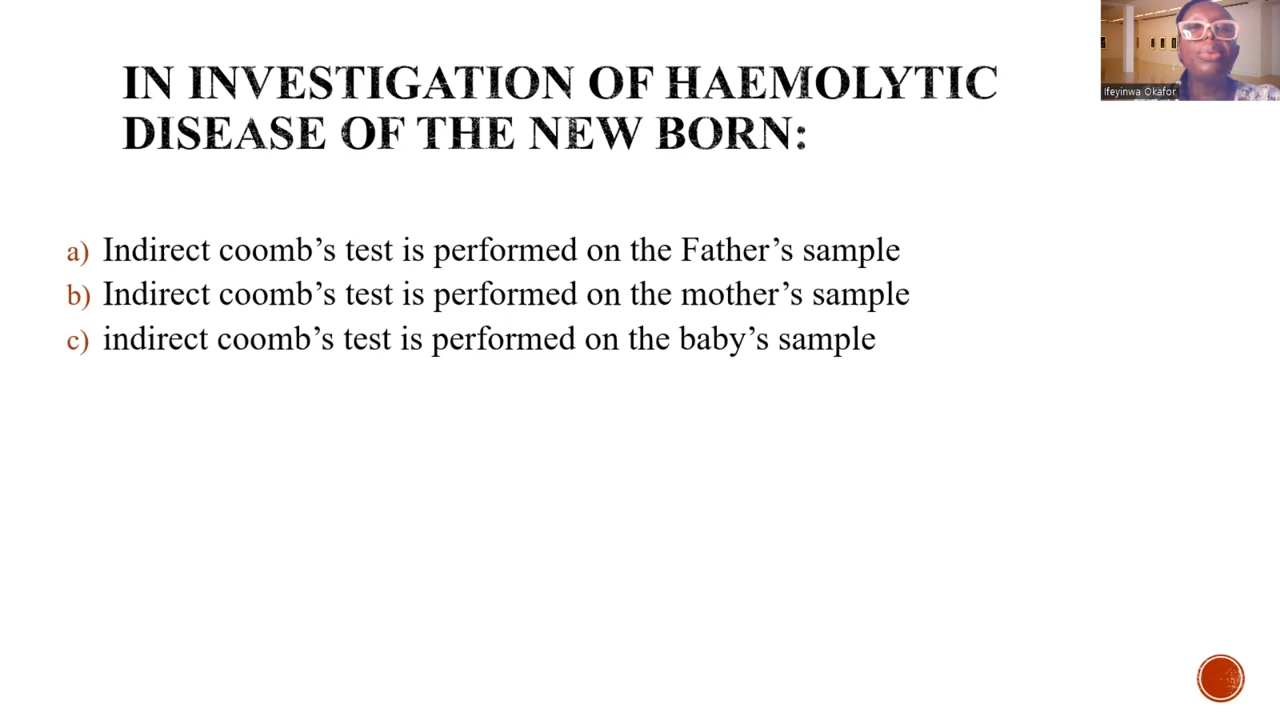 IN INVESTIGATION OF HAEMOLYTIC
DISEASE OF THE NEW BORN:
Ifeyinwa Okafor
a) Indirect coomb’s test is performed on the Father’s sample
b) Indirect coomb’s test is performed on the mother’s sample
c) indirect coomb’s test is performed on the baby’s sample